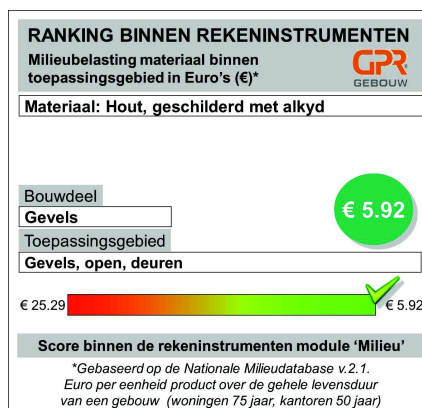 RANKING BINNEN REKENINSTRUMENTEN
Milieubelasting materiaal binnen
toepassingsgebied in Euro's (€)*
GPR
GEBOUW
Materiaal: Hout, geschilderd met alkyd
Bouwdeel
Gevels
€ 5.92
Toepassingsgebied
Gevels, open, deuren
€ 25.29
€ 5.92
Score binnen de rekeninstrumenten module ‘Milieu’
*Gebaseerd op de Nationale Milieudatabase v.2.1.
Euro per eenheid product over de gehele levensduur
van een gebouw (woningen 75 jaar, kantoren 50 jaar)